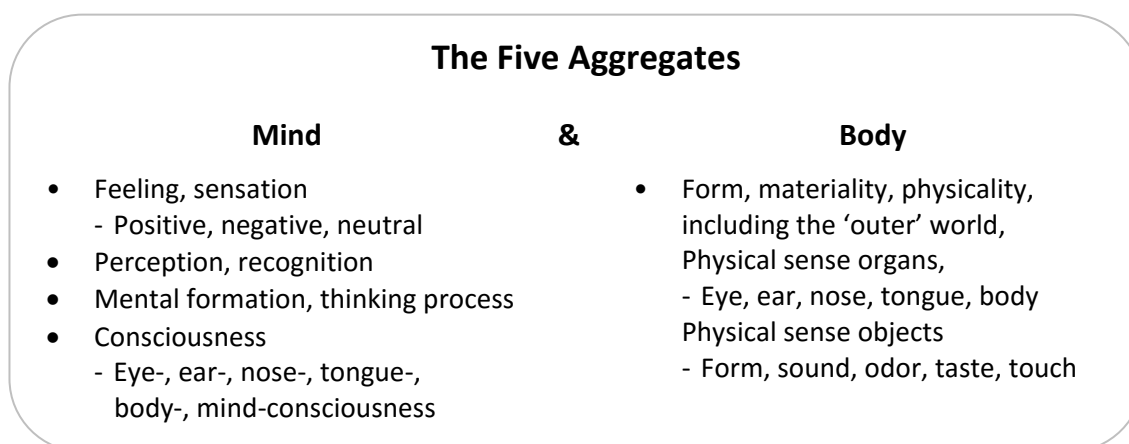 The Five Aggregates
Mind & Body
• Feeling, sensation
- Positive, negative, neutral
• Perception, recognition
• Mental formation, thinking process
• Consciousness
- Eye-, ear-, nose-, tongue-,
body-, mind-consciousness
• Form, materiality, physicality,
including the ‘outer’ world,
Physical sense organs,
- Eye, ear, nose, tongue, body
Physical sense objects
- Form, sound, odor, taste, touch